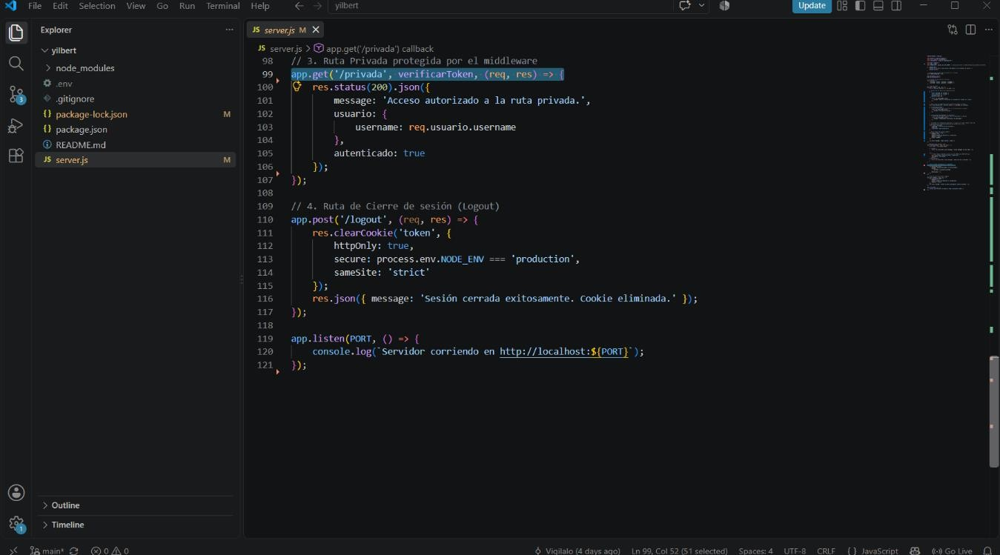 File Edit Selection View Go Run Terminal Help
yilbert
Update
Explorer
yilbert
node_modules
.env
.gitignore
package-lock.json M
package.json
README.md
JS server.js M
Outline
Timeline
3
1
JS server.js M
JS server.js > app.get('/privada') callback
98 // 3. Ruta Privada protegida por el middleware
99 app.get('/privada', verificarToken, (req, res) => {
100 res.status(200).json({
101 message: 'Acceso autorizado a la ruta privada.',
102 usuario: {
103 username: req.usuario.username
104 },
105 autenticado: true
106 });
107 });
108
109 // 4. Ruta de Cierre de sesión (Logout)
110 app.post('/logout', (req, res) => {
111 res.clearCookie('token', {
112 httpOnly: true,
113 secure: process.env.NODE_ENV === 'production',
114 sameSite: 'strict'
115 });
116 res.json({ message: 'Sesión cerrada exitosamente. Cookie eliminada.' });
117 });
118
119 app.listen(PORT, () => {
120 console.log(`Servidor corriendo en http://localhost:${PORT}`);
121 });
main* 0 0 Vigilalo (4 days ago) Ln 99, Col 52 (51 selected) Spaces: 4 UTF-8 CRLF {} JavaScript Go Live